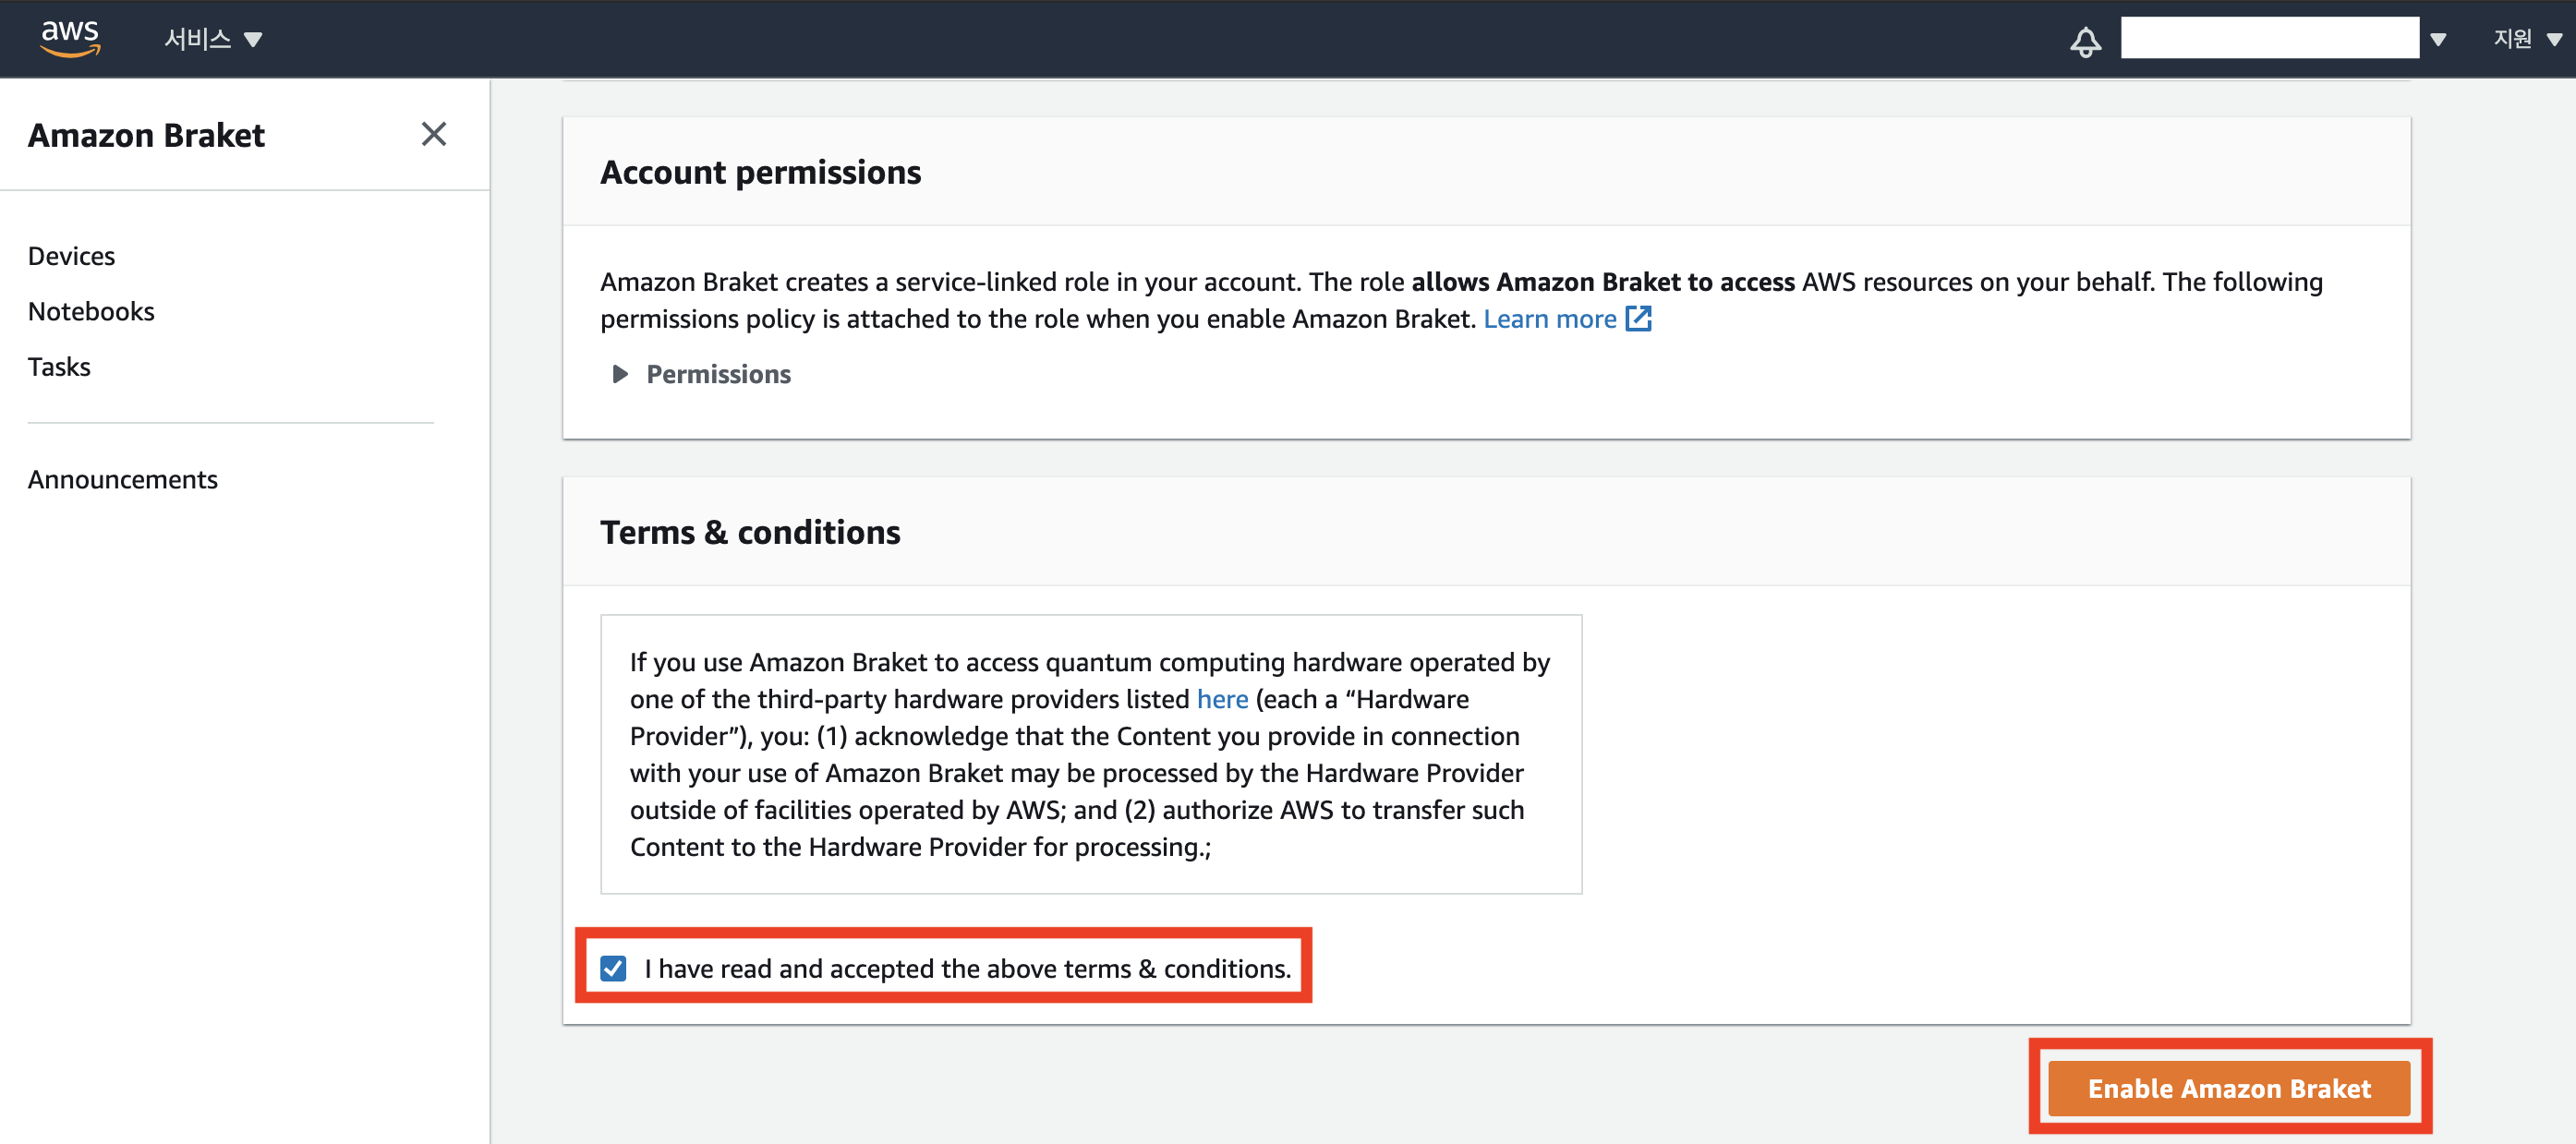 aws 서비스 지원
Amazon Braket
Devices
Notebooks
Tasks
Announcements
Account permissions
Amazon Braket creates a service-linked role in your account. The role allows Amazon Braket to access AWS resources on your behalf. The following
permissions policy is attached to the role when you enable Amazon Braket. Learn more
Permissions
Terms & conditions
If you use Amazon Braket to access quantum computing hardware operated by
one of the third-party hardware providers listed here (each a “Hardware
Provider”), you: (1) acknowledge that the Content you provide in connection
with your use of Amazon Braket may be processed by the Hardware Provider
outside of facilities operated by AWS; and (2) authorize AWS to transfer such
Content to the Hardware Provider for processing.;
I have read and accepted the above terms & conditions.
Enable Amazon Braket